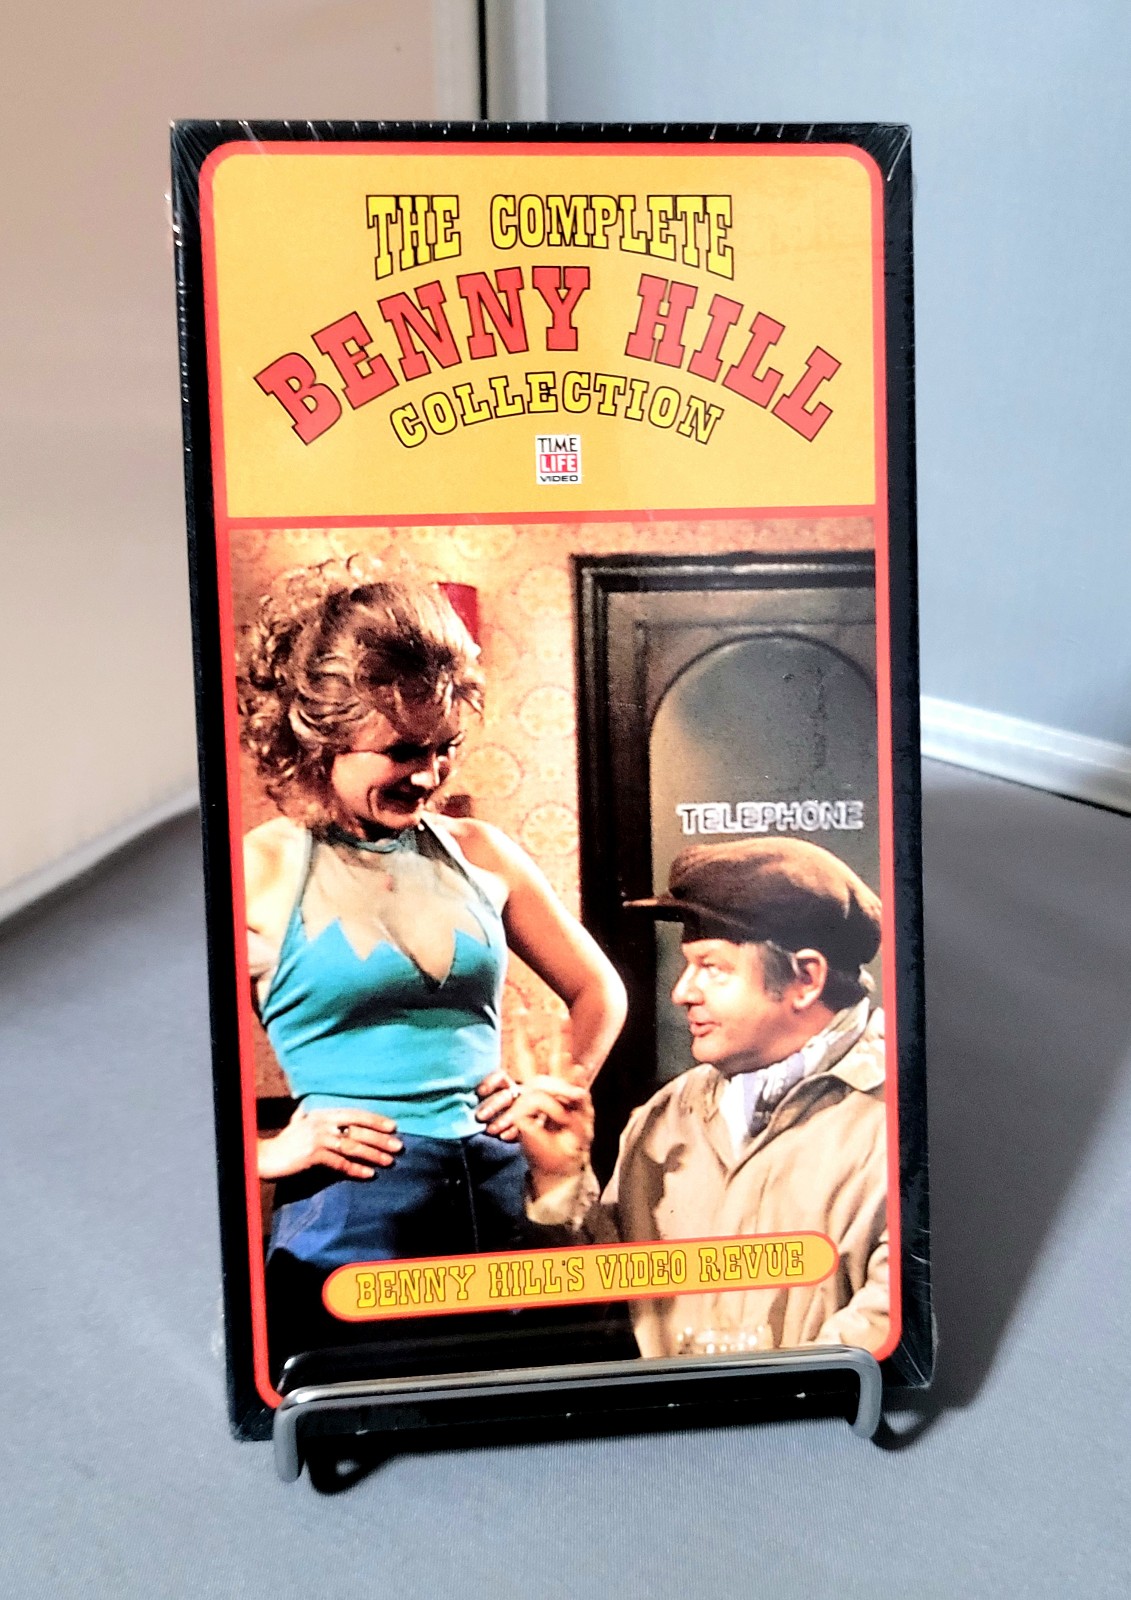 THE COMPLETE
BENNY HILL
COLLECTION
TIME
LIFE
VIDEO
TELEPHONE
BENNY HILL'S VIDEO REVUE